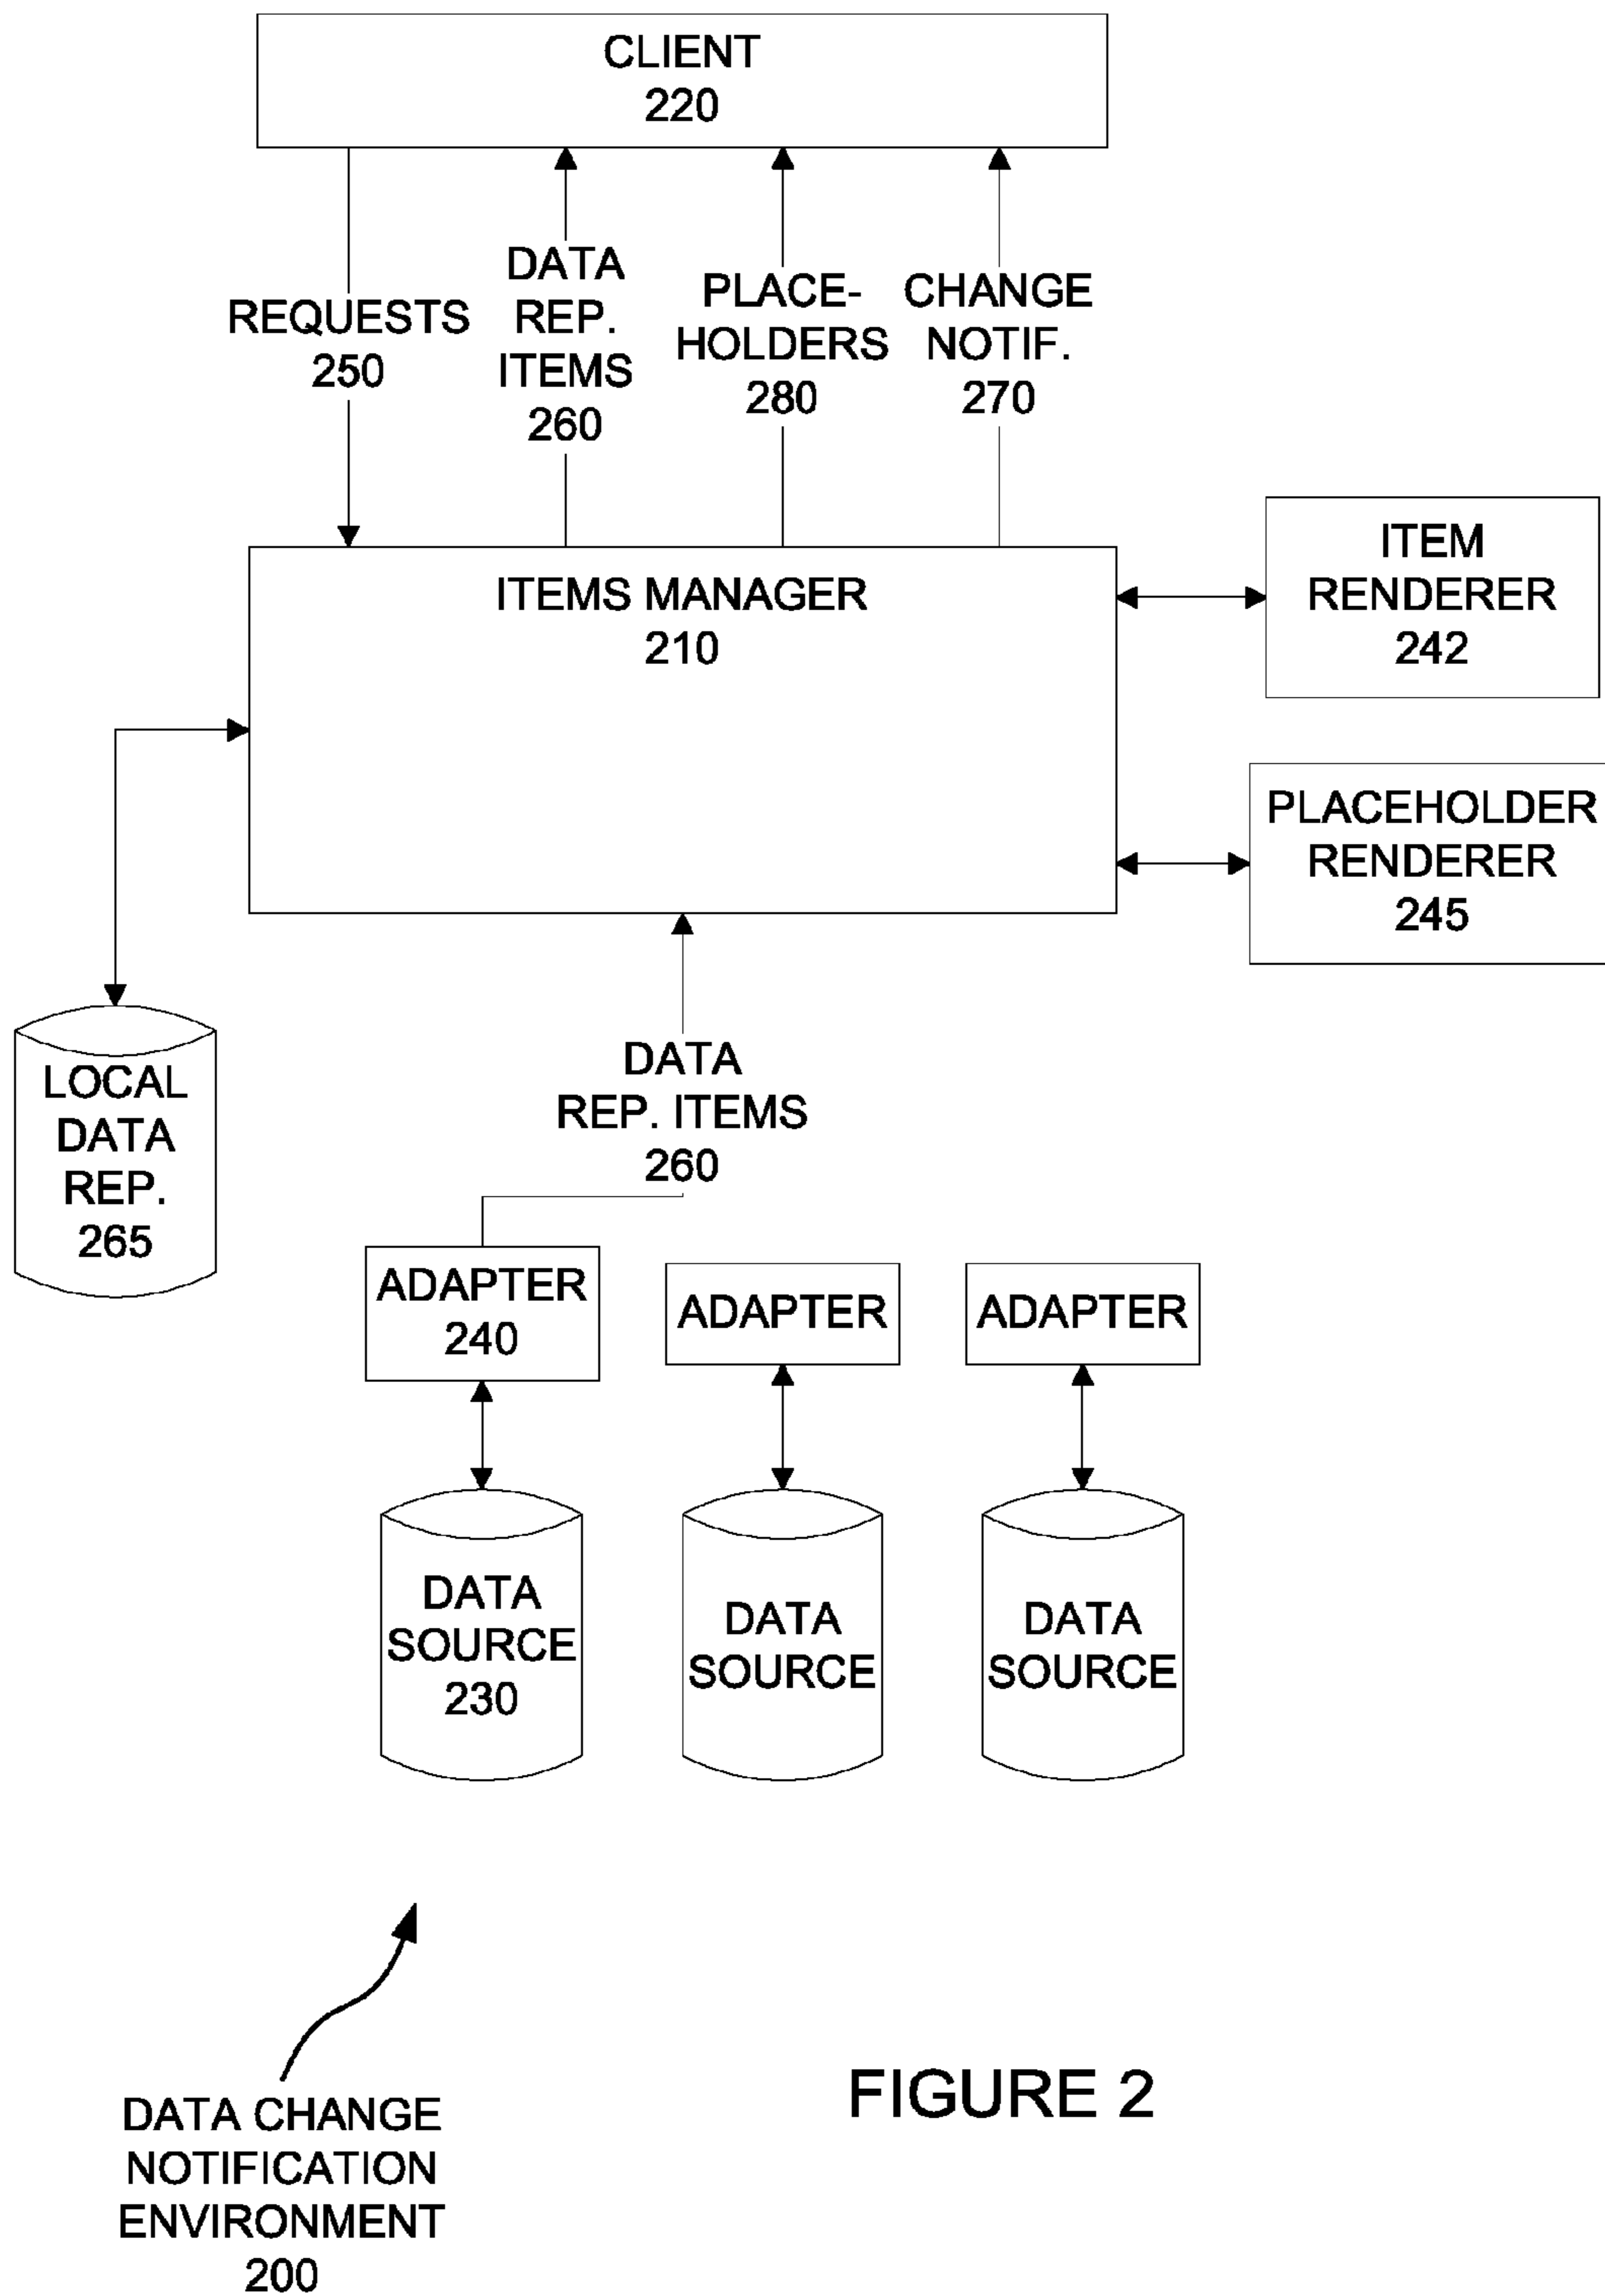 CLIENT
220
REQUESTS
250
DATA
REP.
ITEMS
260
PLACE-
HOLDERS
280
CHANGE
NOTIF.
270
ITEMS MANAGER
210
ITEM
RENDERER
242
PLACEHOLDER
RENDERER
245
LOCAL
DATA
REP.
265
DATA
REP. ITEMS
260
ADAPTER
240
ADAPTER
ADAPTER
DATA
SOURCE
230
DATA
SOURCE
DATA
SOURCE
DATA CHANGE
NOTIFICATION
ENVIRONMENT
200
FIGURE 2